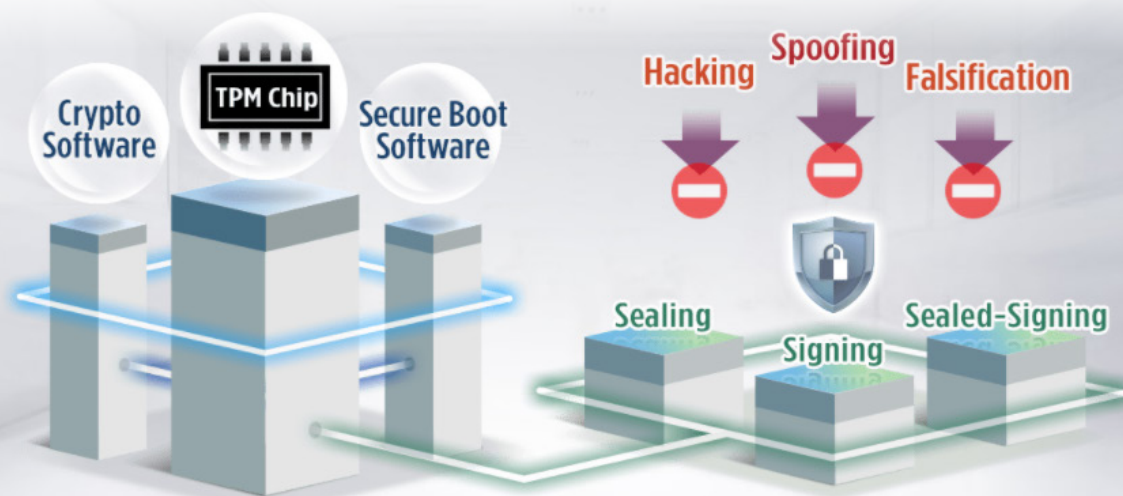 Crypto
Software
TPM Chip
Secure Boot
Software
Hacking
Spoofing
Falsification
Sealing
Signing
Sealed-Signing